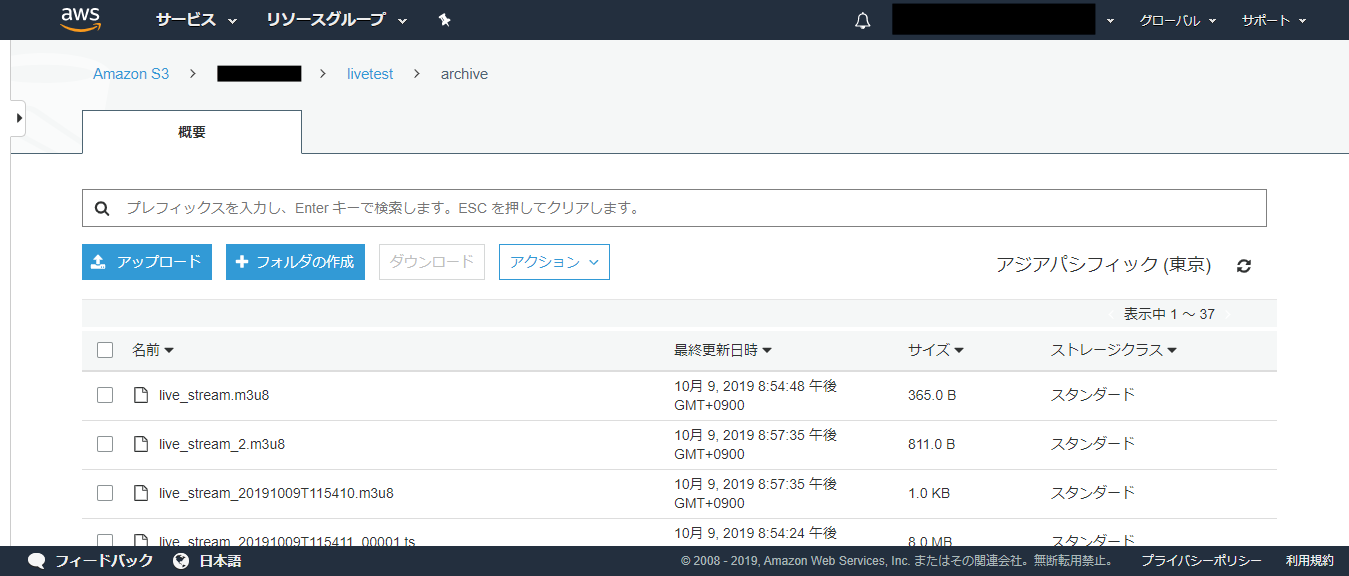 aws サービス リソースグループ グローバル サポート
Amazon S3 > > livetest > archive
概要
プレフィックスを入力し、Enter キーで検索します。ESC を押してクリアします。
アップロード + フォルダの作成 ダウンロード アクション アジアパシフィック (東京)
表示中 1 ～ 37
名前 最終更新日時 サイズ ストレージクラス
live_stream.m3u8 10月 9, 2019 8:54:48 午後 365.0 B スタンダード
GMT+0900
live_stream_2.m3u8 10月 9, 2019 8:57:35 午後 811.0 B スタンダード
GMT+0900
live_stream_20191009T115410.m3u8 10月 9, 2019 8:57:35 午後 1.0 KB スタンダード
GMT+0900
live_stream_20191009T115411_00001.ts 10月 9, 2019 8:54:24 午後 8.0 MB スタンダード
フィードバック 日本語 © 2008 - 2019, Amazon Web Services, Inc. またはその関連会社。無断転用禁止。 プライバシーポリシー 利用規約